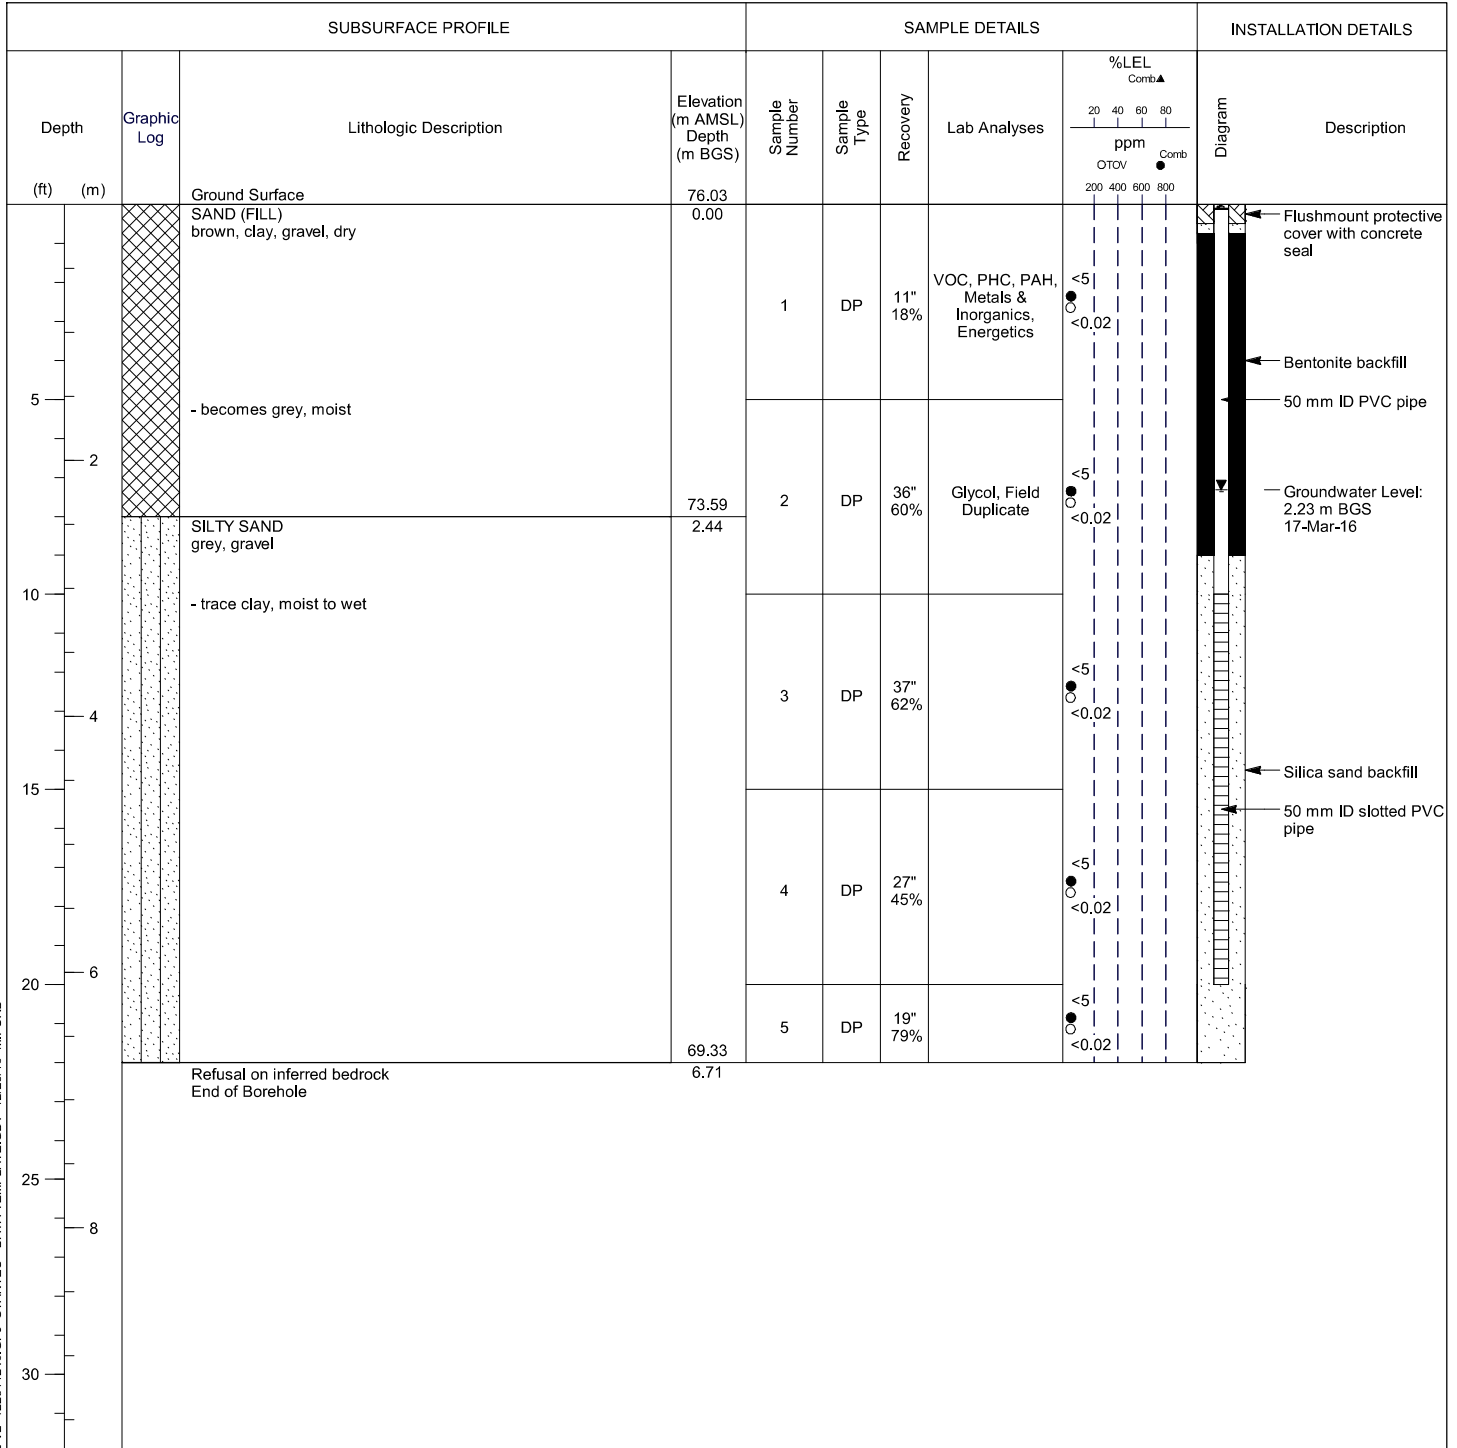 SUBSURFACE PROFILE
SAMPLE DETAILS
INSTALLATION DETAILS
Depth
(ft) (m)
Graphic
Log
Lithologic Description
Elevation
(m AMSL)
Depth
(m BGS)
Sample
Number
Sample
Type
Recovery
Lab Analyses
%LEL
Comb▲
20 40 60 80
ppm
OTOV ● Comb
200 400 600 800
Diagram
Description
Ground Surface 76.03
SAND (FILL) 0.00
brown, clay, gravel, dry
- becomes grey, moist
73.59
SILTY SAND 2.44
grey, gravel
- trace clay, moist to wet
69.33
Refusal on inferred bedrock 6.71
End of Borehole
5
10
15
20
25
30
2
4
6
8
1 DP 11"
18%
VOC, PHC, PAH,
Metals &
Inorganics,
Energetics
<5
<0.02
2 DP 36"
60%
Glycol, Field
Duplicate
<5
<0.02
3 DP 37"
62%
<5
<0.02
4 DP 27"
45%
<5
<0.02
5 DP 19"
79%
<5
<0.02
Flushmount protective
cover with concrete
seal
Bentonite backfill
50 mm ID PVC pipe
Groundwater Level:
2.23 m BGS
17-Mar-16
Silica sand backfill
50 mm ID slotted PVC
pipe